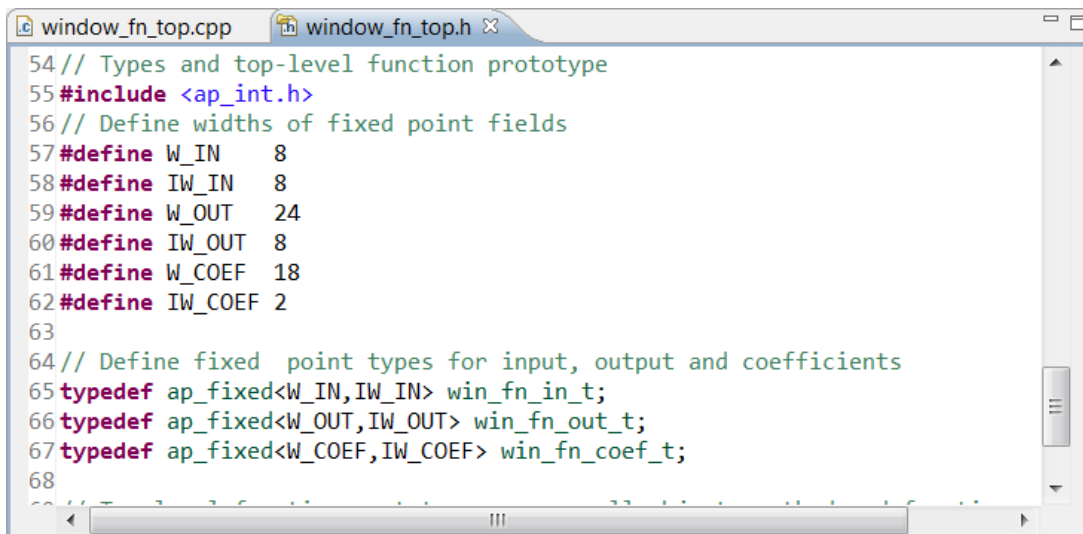 window_fn_top.cpp window_fn_top.h
54 // Types and top-level function prototype
55 #include <ap_int.h>
56 // Define widths of fixed point fields
57 #define W_IN 8
58 #define IW_IN 8
59 #define W_OUT 24
60 #define IW_OUT 8
61 #define W_COEF 18
62 #define IW_COEF 2
63
64 // Define fixed  point types for input, output and coefficients
65 typedef ap_fixed<W_IN,IW_IN> win_fn_in_t;
66 typedef ap_fixed<W_OUT,IW_OUT> win_fn_out_t;
67 typedef ap_fixed<W_COEF,IW_COEF> win_fn_coef_t;
68